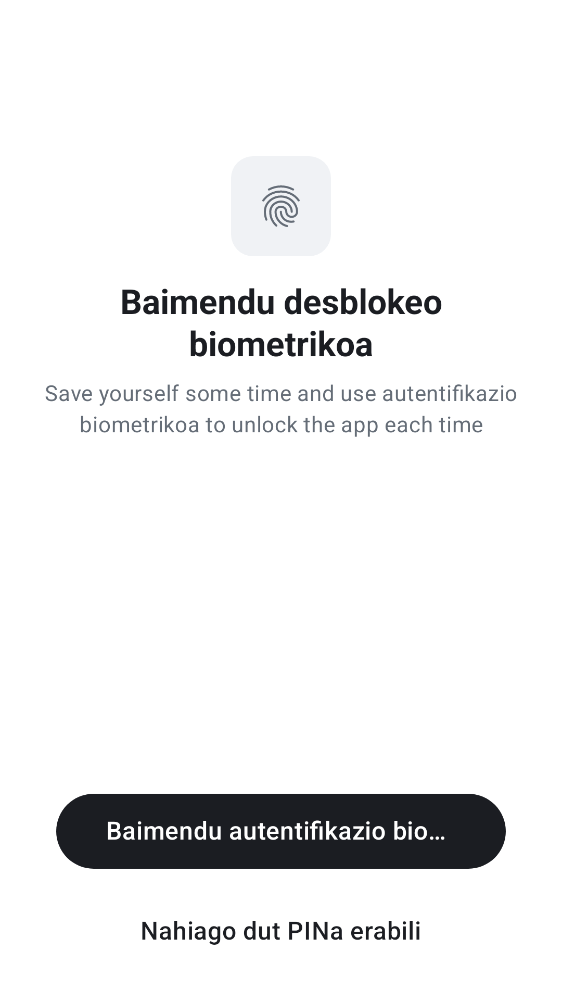 Baimendu desblokeo
biometrikoa
Save yourself some time and use autentifikazio
biometrikoa to unlock the app each time
Baimendu autentifikazio bio…
Nahiago dut PINa erabili